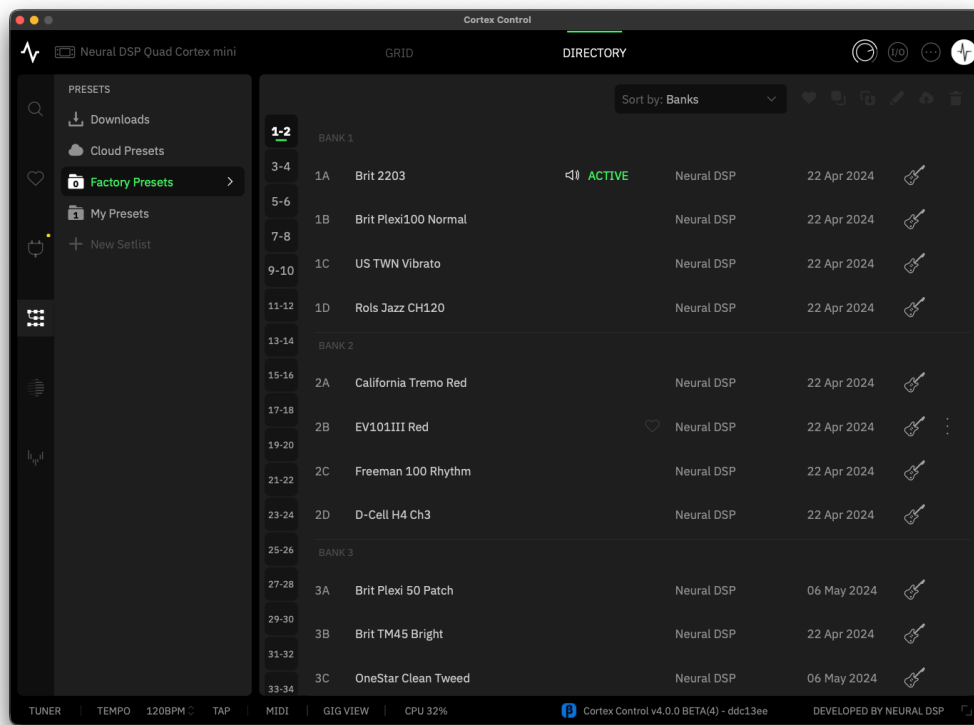 Cortex Control
Neural DSP Quad Cortex mini
GRID
DIRECTORY
I/O
PRESETS
Downloads
Cloud Presets
0 Factory Presets
1 My Presets
New Setlist
Sort by: Banks
1-2
3-4
5-6
7-8
9-10
11-12
13-14
15-16
17-18
19-20
21-22
23-24
25-26
27-28
29-30
31-32
33-34
BANK 1
1A Brit 2203 ACTIVE Neural DSP 22 Apr 2024
1B Brit Plexi100 Normal Neural DSP 22 Apr 2024
1C US TWN Vibrato Neural DSP 22 Apr 2024
1D Rols Jazz CH120 Neural DSP 22 Apr 2024
BANK 2
2A California Tremo Red Neural DSP 22 Apr 2024
2B EV101III Red Neural DSP 22 Apr 2024
2C Freeman 100 Rhythm Neural DSP 22 Apr 2024
2D D-Cell H4 Ch3 Neural DSP 22 Apr 2024
BANK 3
3A Brit Plexi 50 Patch Neural DSP 06 May 2024
3B Brit TM45 Bright Neural DSP 22 Apr 2024
3C OneStar Clean Tweed Neural DSP 06 May 2024
TUNER TEMPO 120BPM TAP MIDI GIG VIEW CPU 32% β Cortex Control v4.0.0 BETA(4) - ddc13ee DEVELOPED BY NEURAL DSP